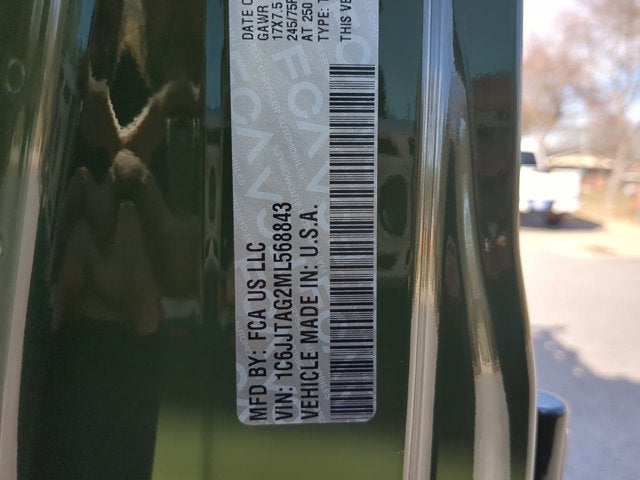 DATE O
GAWR
17X7.5
245/75R
AT 250
TYPE: T
THIS VE
MFD BY: FCA US LLC
VIN: 1C6JJTAG2ML568843
VEHICLE MADE IN: U.S.A.